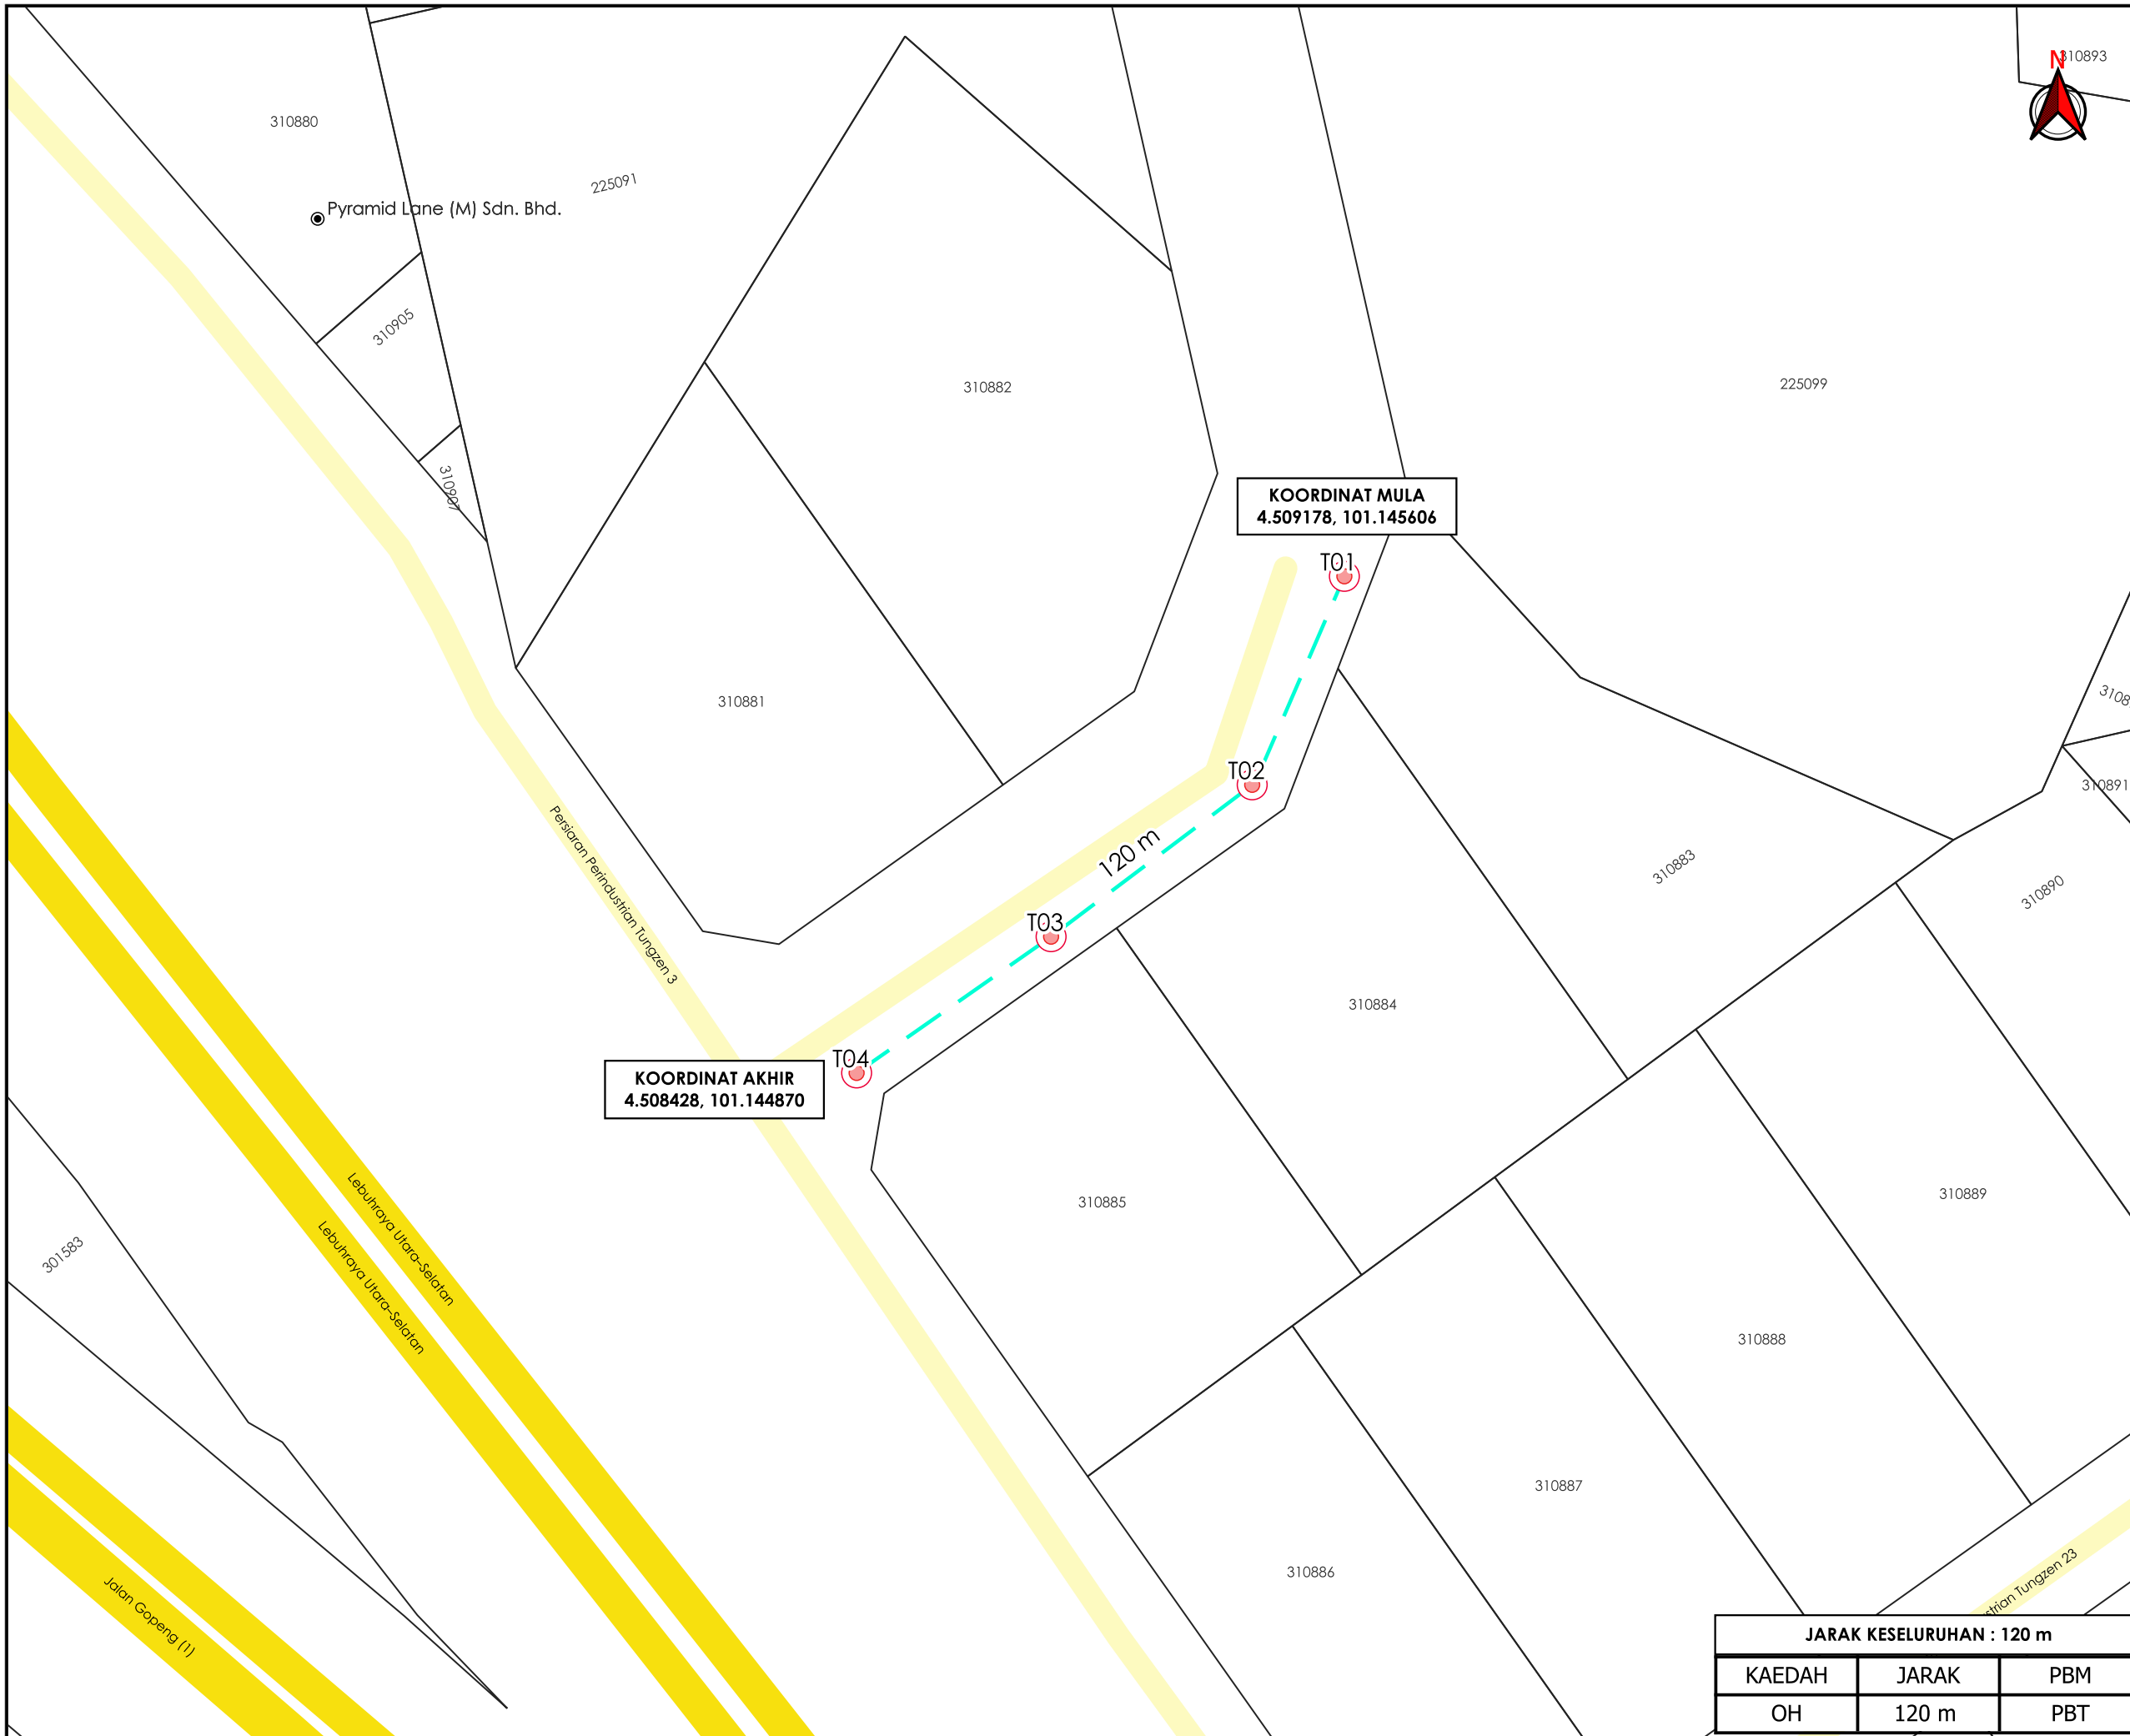 N
310893
310880
225091
Pyramid Lane (M) Sdn. Bhd.
310905
310882
225099
310907
KOORDINAT MULA
4.509178, 101.145606
T01
310881
T02
310891
Persiaran Perindustrian Tungzen 3
120 m
310883
310890
T03
310884
T04
KOORDINAT AKHIR
4.508428, 101.144870
310885
310889
Lebuhraya Utara-Selatan
Lebuhraya Utara-Selatan
301583
310888
310887
310886
Jalan Gopeng (1)
Tungzen 23
JARAK KESELURUHAN : 120 m
KAEDAH JARAK PBM
OH 120 m PBT